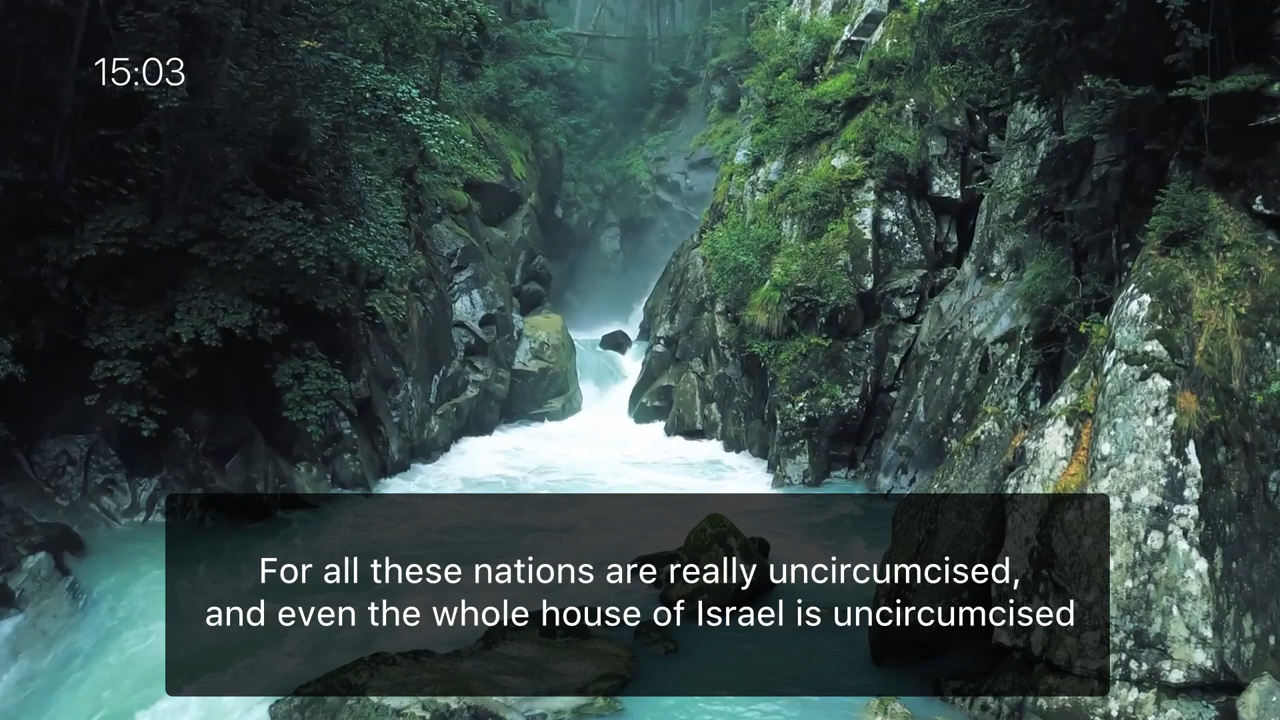 15:03
For all these nations are really uncircumcised,
and even the whole house of Israel is uncircumcised